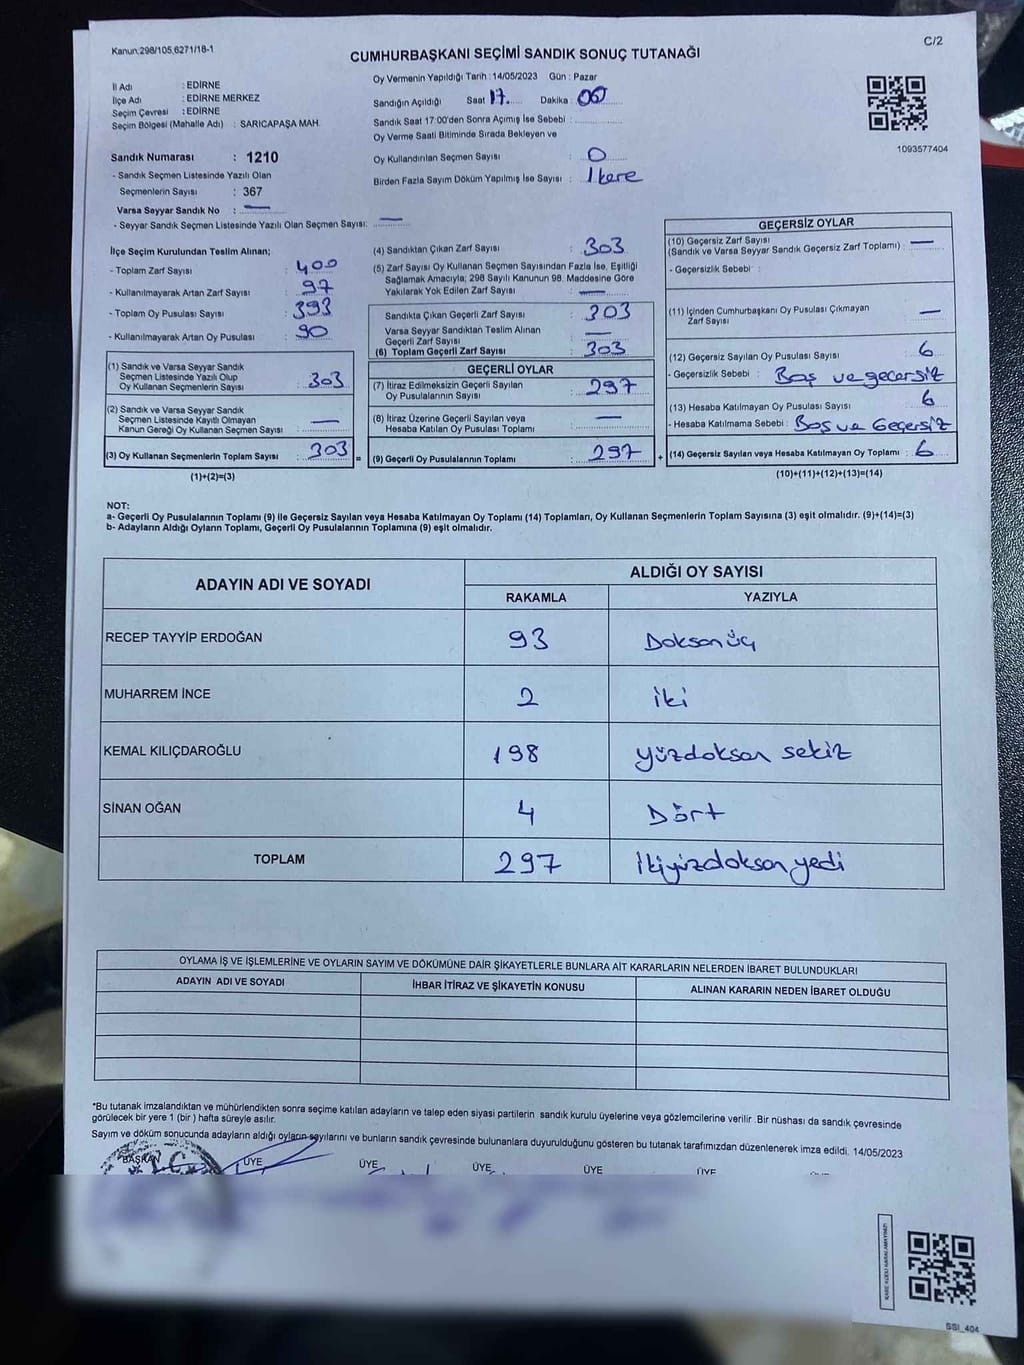 Kanun:298/105,6271/18-1
C/2
CUMHURBAŞKANI SEÇİMİ SANDIK SONUÇ TUTANAĞI
İl Adı : EDİRNE
İlçe Adı : EDİRNE MERKEZ
Seçim Çevresi : EDİRNE
Seçim Bölgesi (Mahalle Adı) : SARICAPAŞA MAH.
Oy Vermenin Yapıldığı Tarih : 14/05/2023 Gün : Pazar
Sandığın Açıldığı Saat 17 Dakika : 00
Sandık Saat 17:00'den Sonra Açımış İse Sebebi :
Oy Verme Saati Bitiminde Sırada Bekleyen ve
Oy Kullandırılan Seçmen Sayısı : 0
Birden Fazla Sayım Döküm Yapılmış İse Sayısı : 1 kere
1093577404
Sandık Numarası : 1210
- Sandık Seçmen Listesinde Yazılı Olan
Seçmenlerin Sayısı : 367
Varsa Seyyar Sandık No : —
- Seyyar Sandık Seçmen Listesinde Yazılı Olan Seçmen Sayısı: —
İlçe Seçim Kurulundan Teslim Alınan;
- Toplam Zarf Sayısı : 400
- Kullanılmayarak Artan Zarf Sayısı : 97
- Toplam Oy Pusulası Sayısı : 393
- Kullanılmayarak Artan Oy Pusulası : 90
(1) Sandık ve Varsa Seyyar Sandık
Seçmen Listesinde Yazılı Olup
Oy Kullanan Seçmenlerin Sayısı : 303
(2) Sandık ve Varsa Seyyar Sandık
Seçmen Listesinde Kayıtlı Olmayan
Kanun Gereği Oy Kullanan Seçmen Sayısı : —
(3) Oy Kullanan Seçmenlerin Toplam Sayısı : 303 =
(1)+(2)=(3)
(4) Sandıktan Çıkan Zarf Sayısı : 303
(5) Zarf Sayısı Oy Kullanan Seçmen Sayısından Fazla İse, Eşitliği
Sağlamak Amacıyla; 298 Sayılı Kanunun 98. Maddesine Göre
Yakılarak Yok Edilen Zarf Sayısı : —
Sandıkta Çıkan Geçerli Zarf Sayısı : 303
Varsa Seyyar Sandıktan Teslim Alınan
Geçerli Zarf Sayısı : —
(6) Toplam Geçerli Zarf Sayısı : 303
GEÇERLİ OYLAR
(7) İtiraz Edilmeksizin Geçerli Sayılan
Oy Pusulalarının Sayısı : 297
(8) İtiraz Üzerine Geçerli Sayılan veya
Hesaba Katılan Oy Pusulası Toplamı : —
(9) Geçerli Oy Pusulalarının Toplamı : 297 +
GEÇERSİZ OYLAR
(10) Geçersiz Zarf Sayısı
(Sandık ve Varsa Seyyar Sandık Geçersiz Zarf Toplamı) : —
- Geçersizlik Sebebi :
(11) İçinden Cumhurbaşkanı Oy Pusulası Çıkmayan
Zarf Sayısı : —
(12) Geçersiz Sayılan Oy Pusulası Sayısı : 6
- Geçersizlik Sebebi : Boş ve geçersiz
(13) Hesaba Katılmayan Oy Pusulası Sayısı : 6
- Hesaba Katılmama Sebebi : Boş ve Geçersiz
(14) Geçersiz Sayılan veya Hesaba Katılmayan Oy Toplamı : 6
(10)+(11)+(12)+(13)=(14)
NOT:
a- Geçerli Oy Pusulalarının Toplamı (9) ile Geçersiz Sayılan veya Hesaba Katılmayan Oy Toplamı (14) Toplamları, Oy Kullanan Seçmenlerin Toplam Sayısına (3) eşit olmalıdır. (9)+(14)=(3)
b- Adayların Aldığı Oyların Toplamı, Geçerli Oy Pusulalarının Toplamına (9) eşit olmalıdır.
ADAYIN ADI VE SOYADI
ALDIĞI OY SAYISI
RAKAMLA YAZIYLA
RECEP TAYYİP ERDOĞAN 93 Doksanüç
MUHARREM İNCE 2 iki
KEMAL KILIÇDAROĞLU 198 yüzdoksan sekiz
SİNAN OĞAN 4 Dört
TOPLAM 297 İkiyüzdoksan yedi
OYLAMA İŞ VE İŞLEMLERİNE VE OYLARIN SAYIM VE DÖKÜMÜNE DAİR ŞİKAYETLERLE BUNLARA AİT KARARLARIN NELERDEN İBARET BULUNDUKLARI
ADAYIN ADI VE SOYADI İHBAR İTİRAZ VE ŞİKAYETİN KONUSU ALINAN KARARIN NEDEN İBARET OLDUĞU
*Bu tutanak imzalandıktan ve mühürlendikten sonra seçime katılan adayların ve talep eden siyasi partilerin sandık kurulu üyelerine veya gözlemcilerine verilir. Bir nüshası da sandık çevresinde
görülecek bir yere 1 (bir) hafta süreyle asılır.
Sayım ve döküm sonucunda adayların aldığı oyların sayılarını ve bunların sandık çevresinde bulunanlara duyurulduğunu gösteren bu tutanak tarafımızdan düzenlenerek imza edildi. 14/05/2023
BAŞKAN ÜYE ÜYE ÜYE ÜYE ÜYE
SSI_404